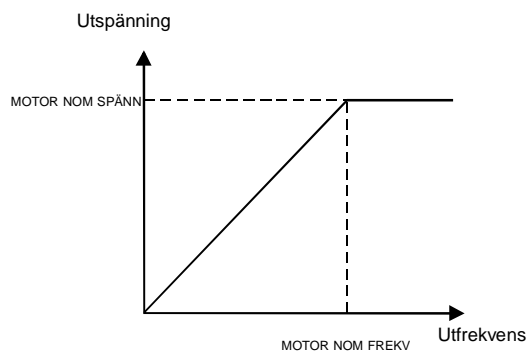 Utspänning
MOTOR NOM SPÄNN
Utfrekvens
MOTOR NOM FREKV